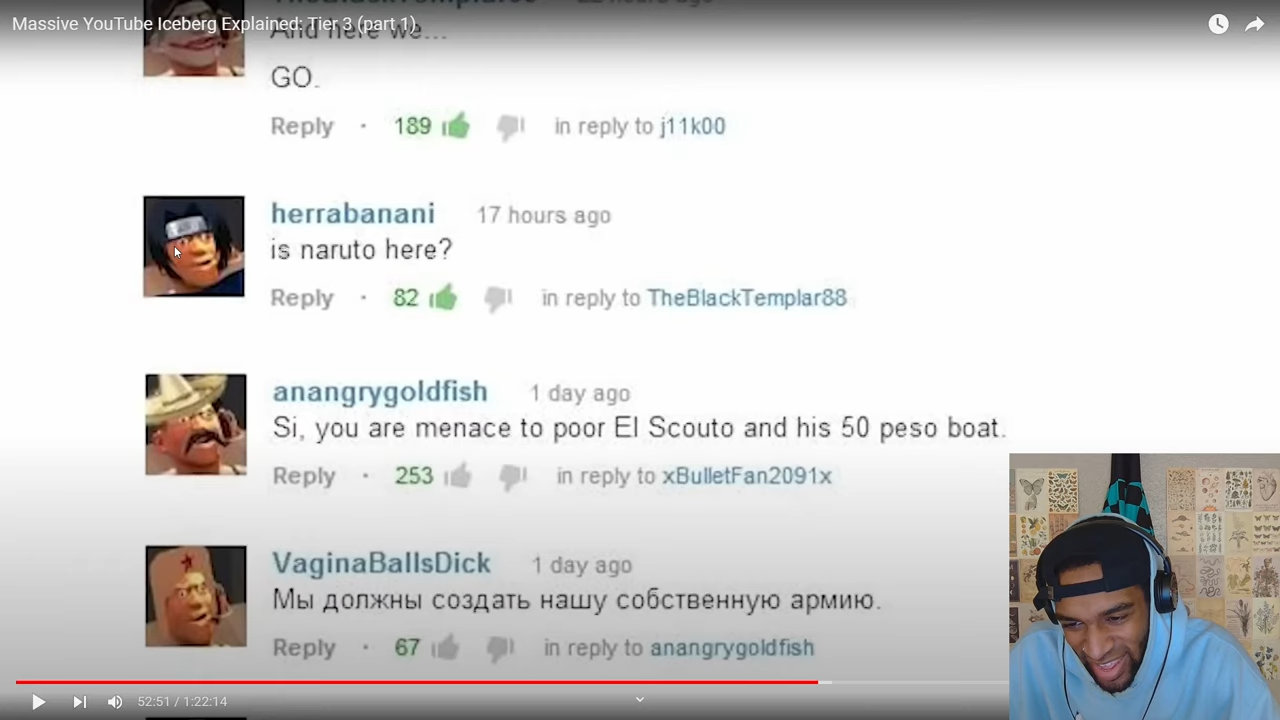 Massive YouTube Iceberg Explained: Tier 3 (part 1)
And here we...
GO.
Reply · 189 in reply to j11k00
herrabanani 17 hours ago
is naruto here?
Reply · 82 in reply to TheBlackTemplar88
anangrygoldfish 1 day ago
Si, you are menace to poor El Scouto and his 50 peso boat.
Reply · 253 in reply to xBulletFan2091x
VaginaBallsDick 1 day ago
Мы должны создать нашу собственную армию.
Reply · 67 in reply to anangrygoldfish
52:51 / 1:22:14